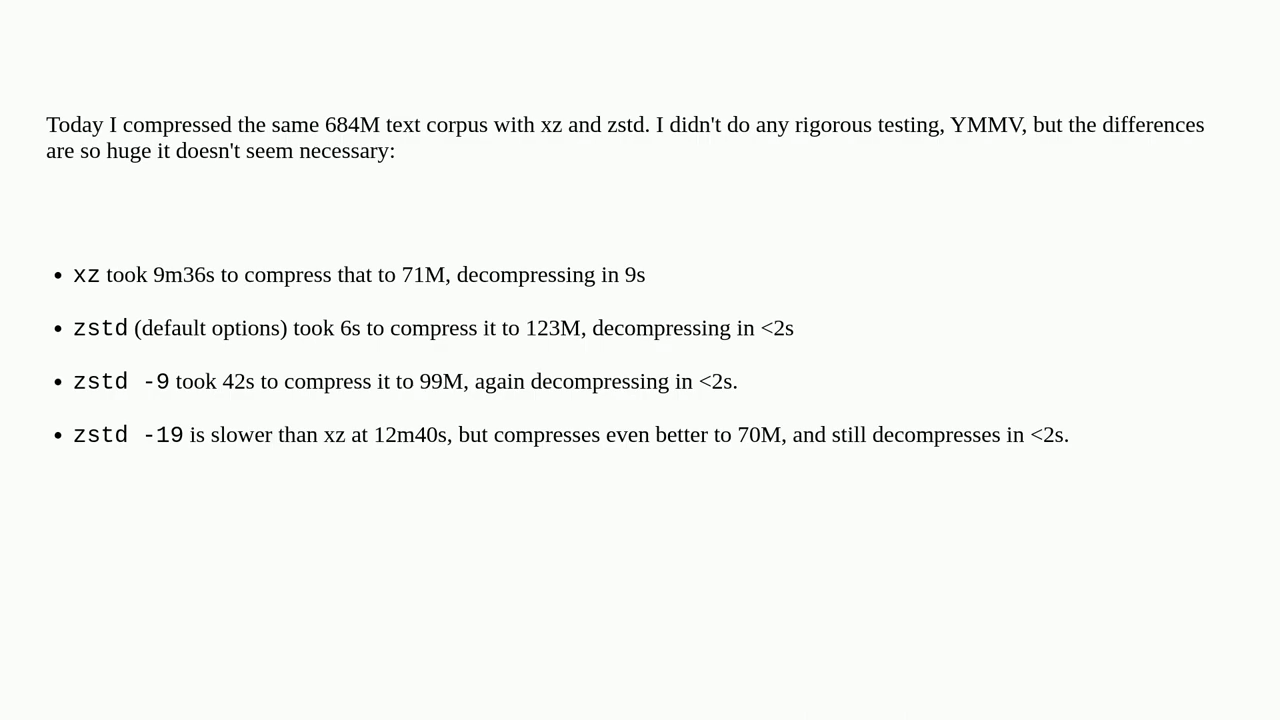 Today I compressed the same 684M text corpus with xz and zstd. I didn't do any rigorous testing, YMMV, but the differences
are so huge it doesn't seem necessary:
• xz took 9m36s to compress that to 71M, decompressing in 9s
• zstd (default options) took 6s to compress it to 123M, decompressing in <2s
• zstd -9 took 42s to compress it to 99M, again decompressing in <2s.
• zstd -19 is slower than xz at 12m40s, but compresses even better to 70M, and still decompresses in <2s.